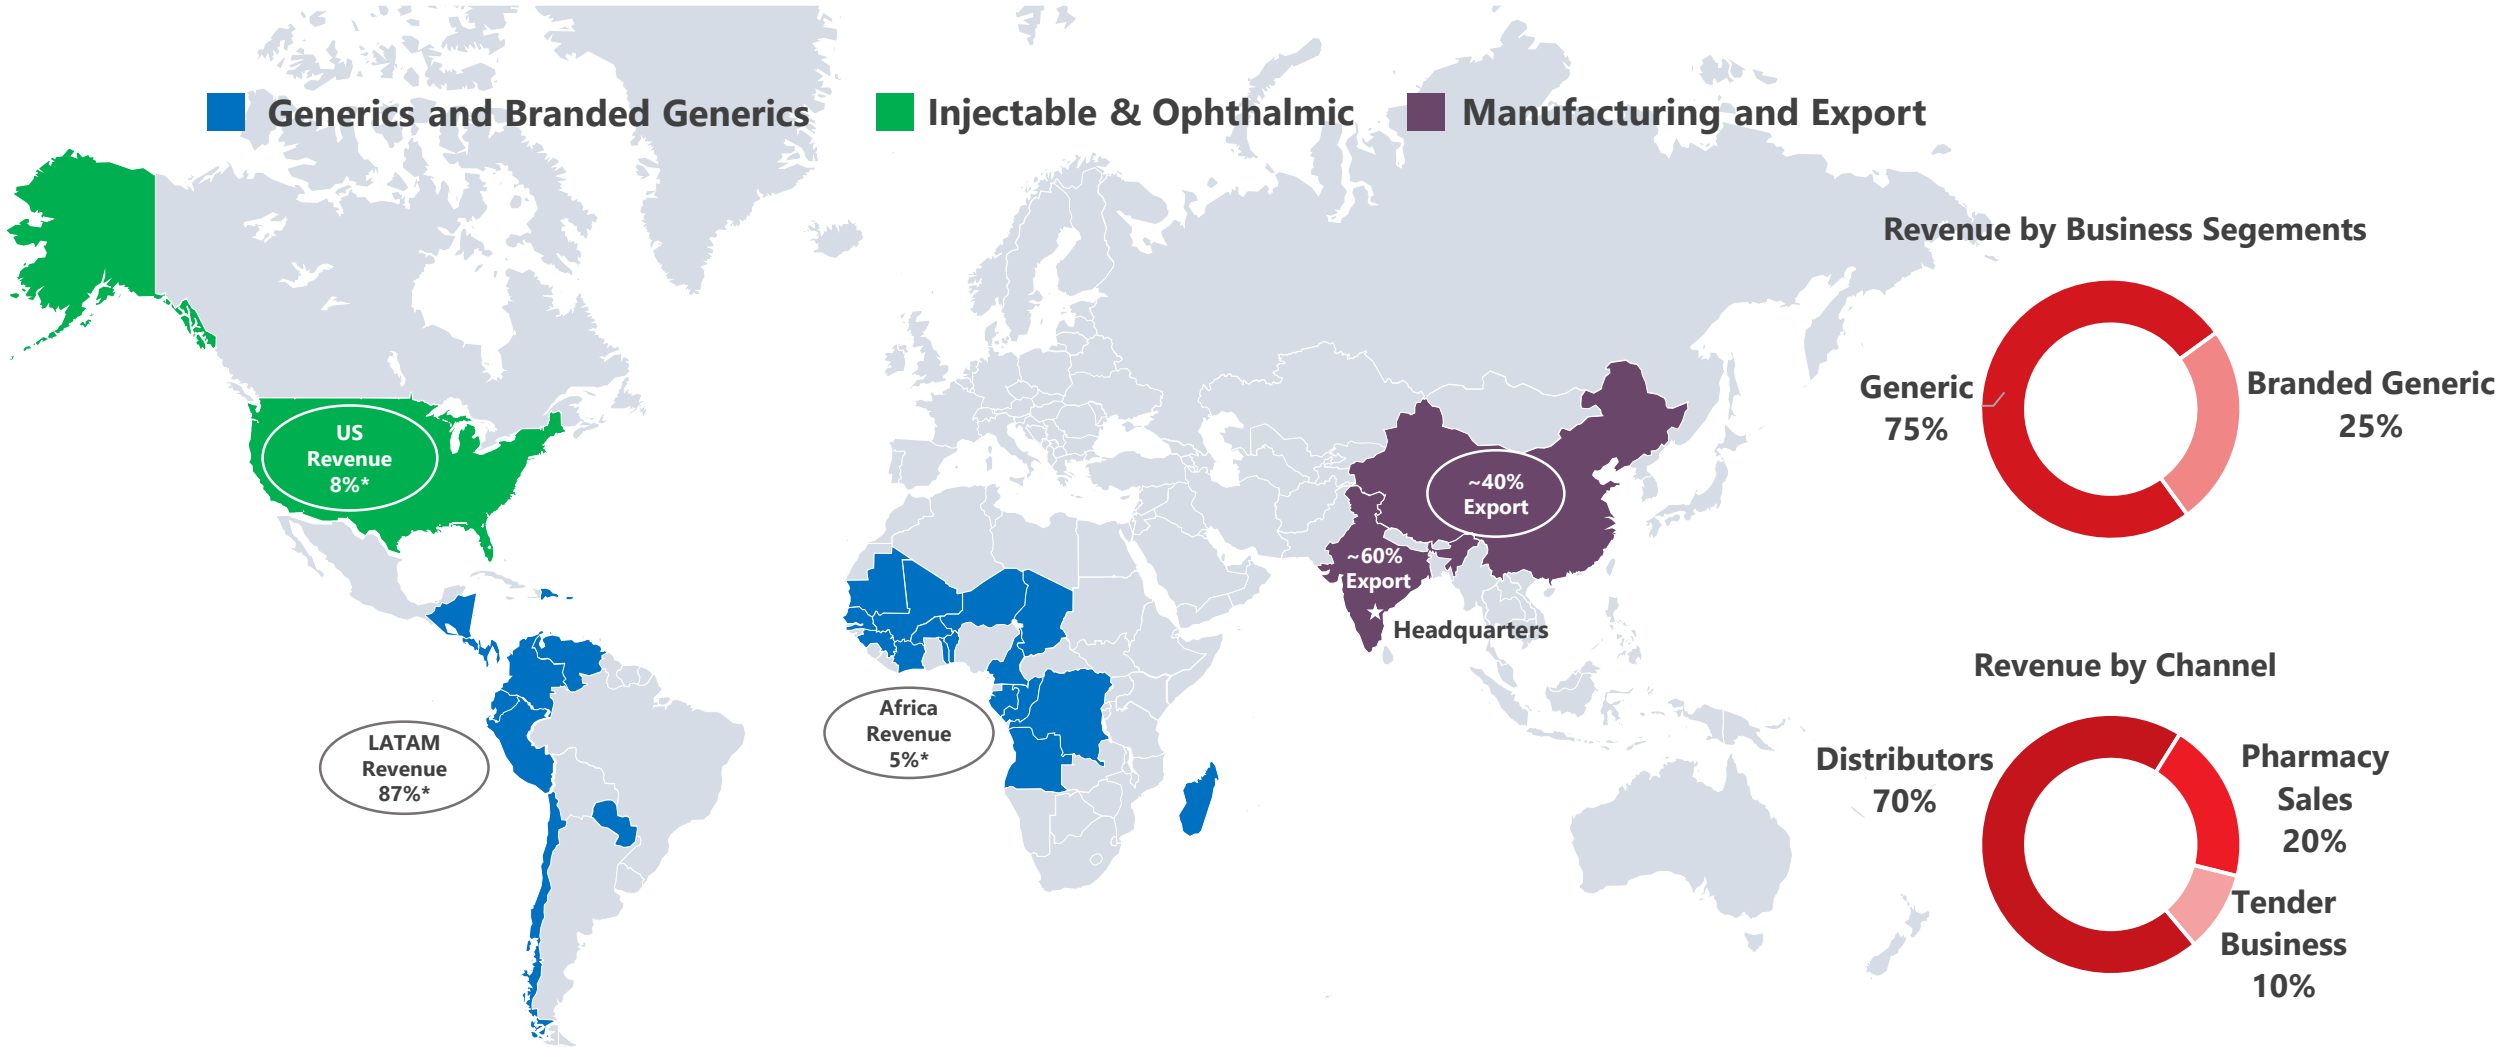 Generics and Branded Generics
Injectable & Ophthalmic
Manufacturing and Export
US
Revenue
8%*
LATAM
Revenue
87%*
Africa
Revenue
5%*
~40%
Export
~60%
Export
Headquarters
Revenue by Business Segements
Generic
75%
Branded Generic
25%
Revenue by Channel
Distributors
70%
Pharmacy
Sales
20%
Tender
Business
10%